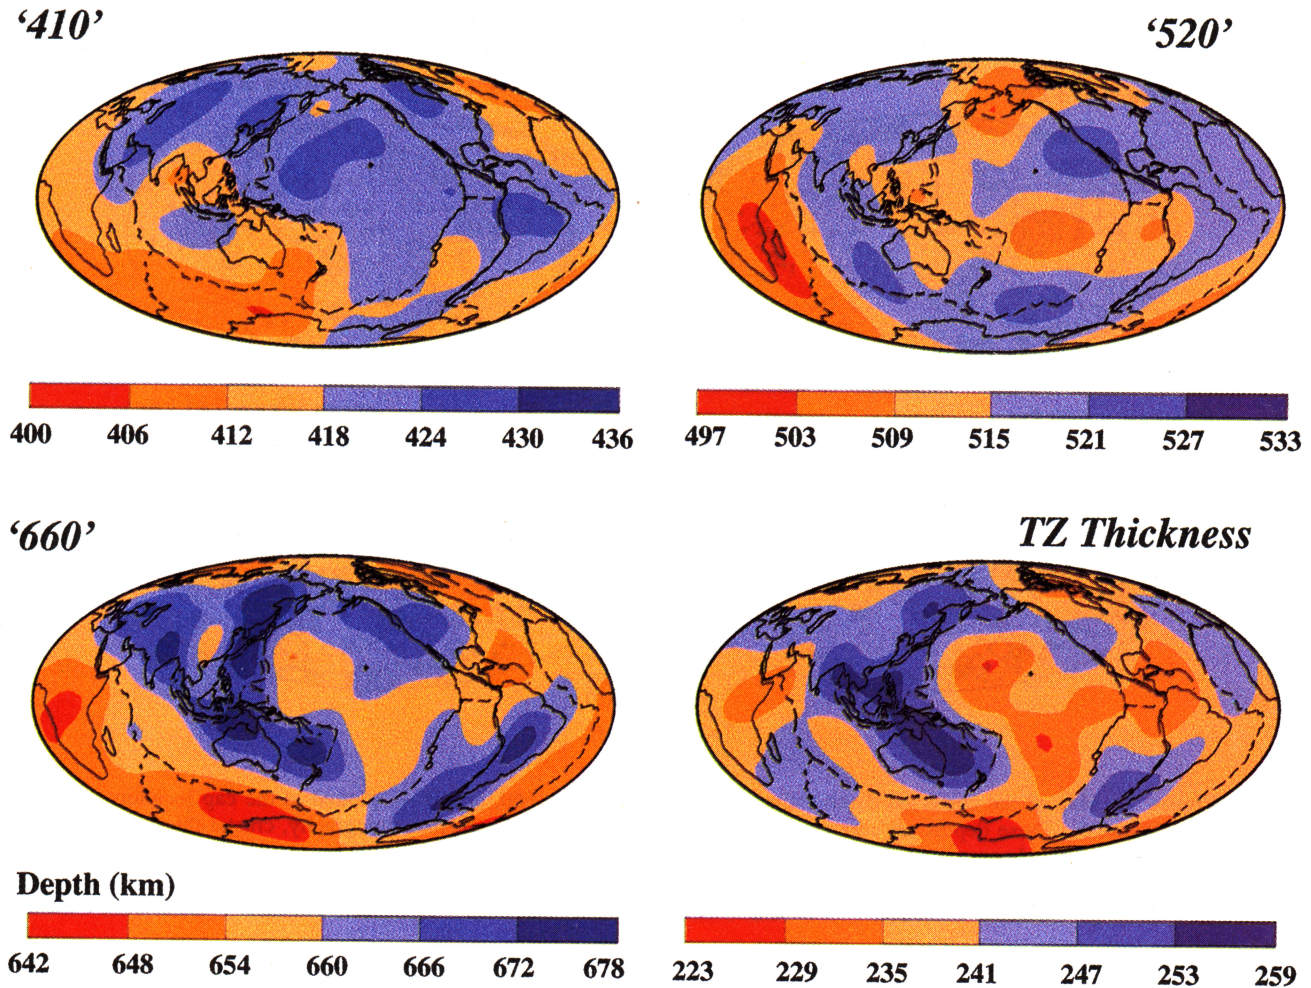 ‘410’
‘520’
400 406 412 418 424 430 436
497 503 509 515 521 527 533
‘660’
TZ Thickness
Depth (km)
642 648 654 660 666 672 678
223 229 235 241 247 253 259